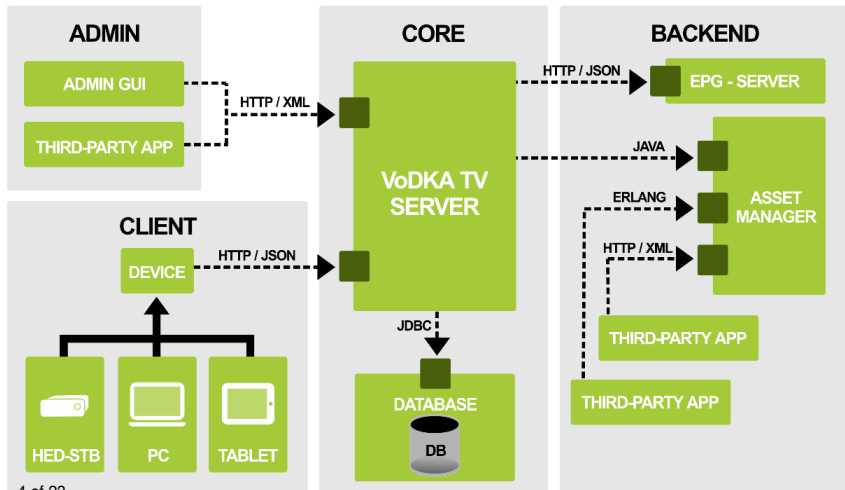 ADMIN
ADMIN GUI
THIRD-PARTY APP
HTTP / XML
CLIENT
DEVICE
HTTP / JSON
HED-STB
PC
TABLET
CORE
VoDKA TV
SERVER
JDBC
DATABASE
DB
BACKEND
HTTP / JSON
EPG - SERVER
JAVA
ERLANG
HTTP / XML
ASSET
MANAGER
THIRD-PARTY APP
THIRD-PARTY APP